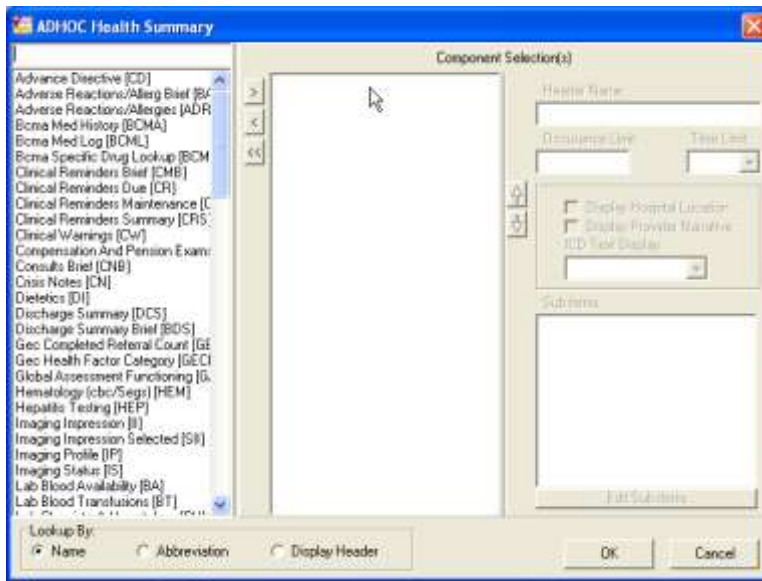 ADHOC Health Summary
Component Selection(s)
Advance Directive [CD]
Adverse Reactions/Allerg Brief [BA
Adverse Reactions/Allergies [ADR
Bcma Med History [BCMA]
Bcma Med Log [BCML]
Bcma Specific Drug Lookup [BCM
Clinical Reminders Brief [CMB]
Clinical Reminders Due [CR]
Clinical Reminders Maintenance [C
Clinical Reminders Summary [CRS]
Clinical Warnings [CW]
Compensation And Pension Exam
Consults Brief [CNB]
Crisis Notes [CN]
Dietetics [DI]
Discharge Summary [DCS]
Discharge Summary Brief [BDS]
Gec Completed Referral Count [GE
Gec Health Factor Category [GECI
Global Assessment Functioning [G
Hematology (cbc/Segs) [HEM]
Hepatitis Testing [HEP]
Imaging Impression [II]
Imaging Impression Selected [SII]
Imaging Profile [IP]
Imaging Status [IS]
Lab Blood Availability [BA]
Lab Blood Transfusions [BT]
>
<
<<
Header Name
Occurrence Limit
Time Limit
Display Hospital Location
Display Provider Narrative
ICD Text Display
Sub items
Edit Sub-items
Lookup By:
Name Abbreviation Display Header
OK Cancel